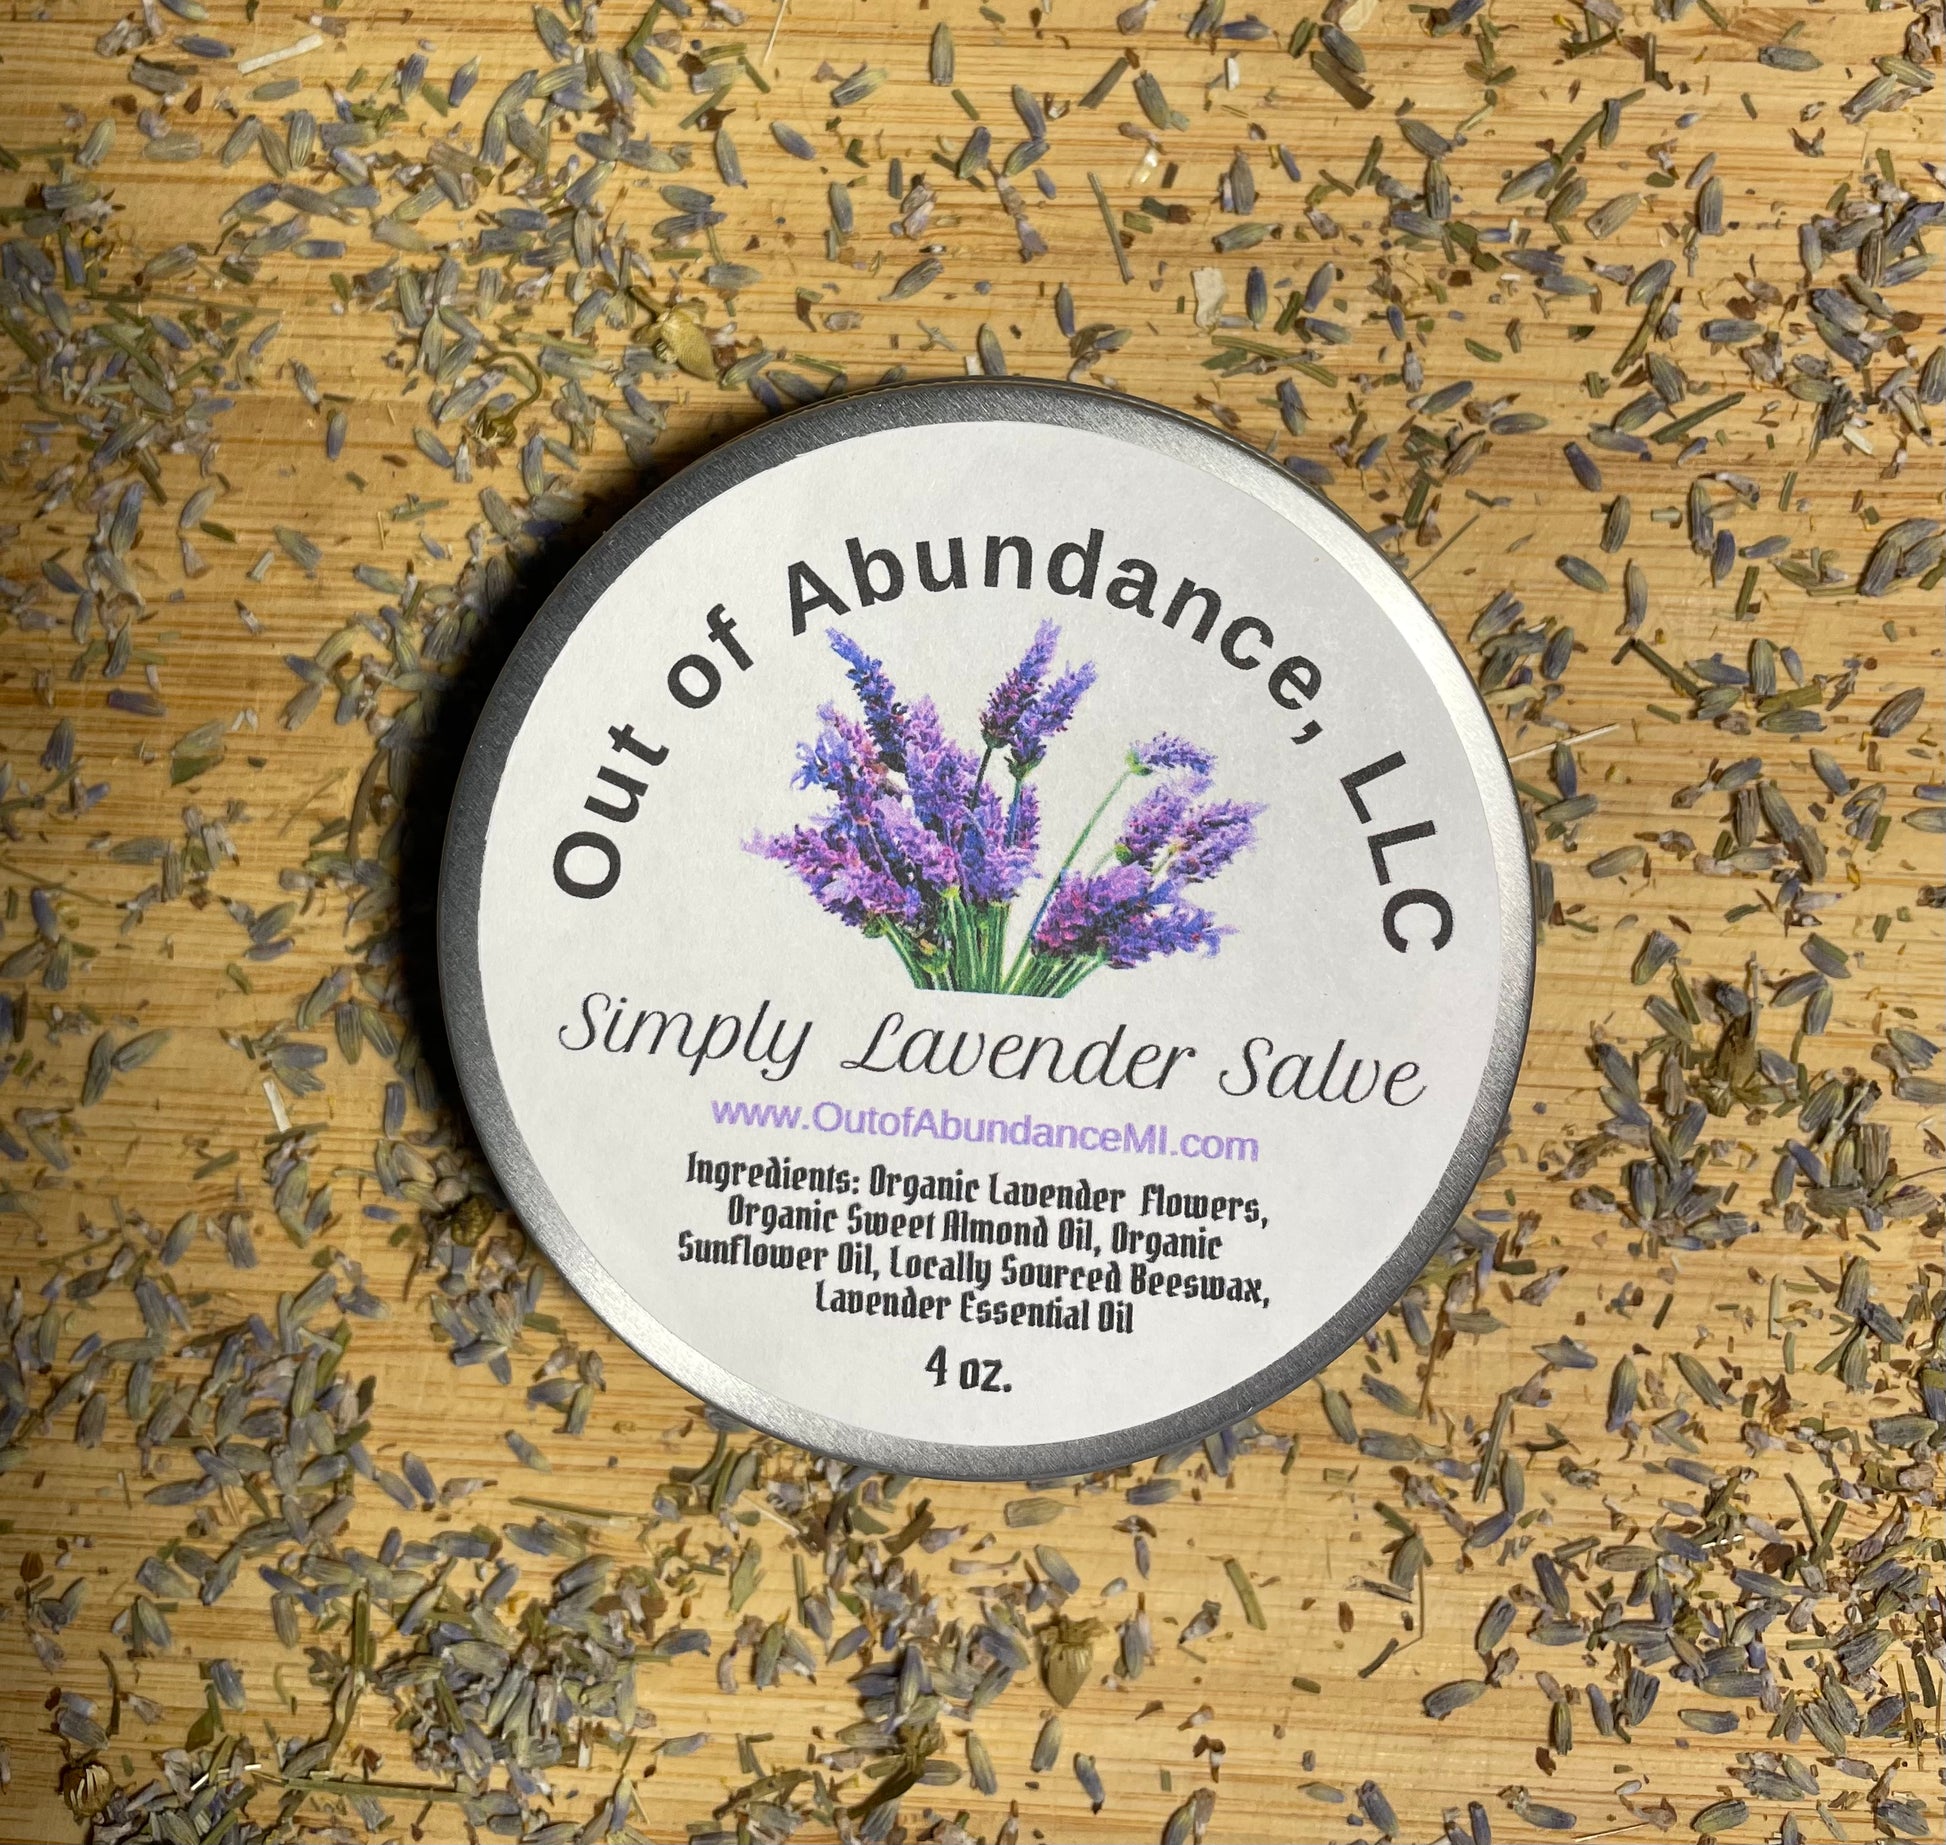 Out of Abundance, LLC
Simply Lavender Salve
www.OutofAbundanceMI.com
Ingredients: Organic Lavender Flowers,
Organic Sweet Almond Oil, Organic
Sunflower Oil, Locally Sourced Beeswax,
Lavender Essential Oil
4 oz.